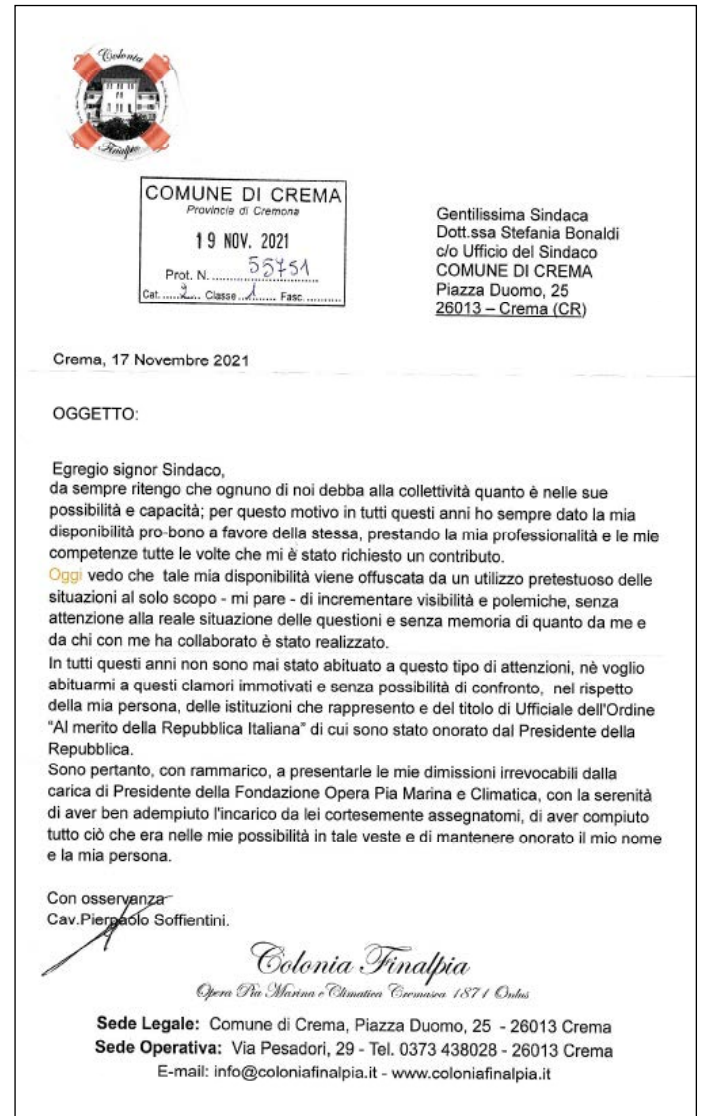 Colonia
Finalpia
COMUNE DI CREMA
Provincia di Cremona
19 NOV. 2021
Prot. N. 55751
Cat. 2 Classe 1 Fasc.
Gentilissima Sindaca
Dott.ssa Stefania Bonaldi
c/o Ufficio del Sindaco
COMUNE DI CREMA
Piazza Duomo, 25
26013 – Crema (CR)
Crema, 17 Novembre 2021
OGGETTO:
Egregio signor Sindaco,
da sempre ritengo che ognuno di noi debba alla collettività quanto è nelle sue
possibilità e capacità; per questo motivo in tutti questi anni ho sempre dato la mia
disponibilità pro-bono a favore della stessa, prestando la mia professionalità e le mie
competenze tutte le volte che mi è stato richiesto un contributo.
Oggi vedo che tale mia disponibilità viene offuscata da un utilizzo pretestuoso delle
situazioni al solo scopo - mi pare - di incrementare visibilità e polemiche, senza
attenzione alla reale situazione delle questioni e senza memoria di quanto da me e
da chi con me ha collaborato è stato realizzato.
In tutti questi anni non sono mai stato abituato a questo tipo di attenzioni, nè voglio
abituarmi a questi clamori immotivati e senza possibilità di confronto, nel rispetto
della mia persona, delle istituzioni che rappresento e del titolo di Ufficiale dell'Ordine
“Al merito della Repubblica Italiana” di cui sono stato onorato dal Presidente della
Repubblica.
Sono pertanto, con rammarico, a presentarle le mie dimissioni irrevocabili dalla
carica di Presidente della Fondazione Opera Pia Marina e Climatica, con la serenità
di aver ben adempiuto l'incarico da lei cortesemente assegnatomi, di aver compiuto
tutto ciò che era nelle mie possibilità in tale veste e di mantenere onorato il mio nome
e la mia persona.
Con osservanza
Cav.Pierpaolo Soffientini.
Colonia Finalpia
Opera Pia Marina e Climatica Cremasca 1871 Onlus
Sede Legale: Comune di Crema, Piazza Duomo, 25 - 26013 Crema
Sede Operativa: Via Pesadori, 29 - Tel. 0373 438028 - 26013 Crema
E-mail: info@coloniafinalpia.it - www.coloniafinalpia.it